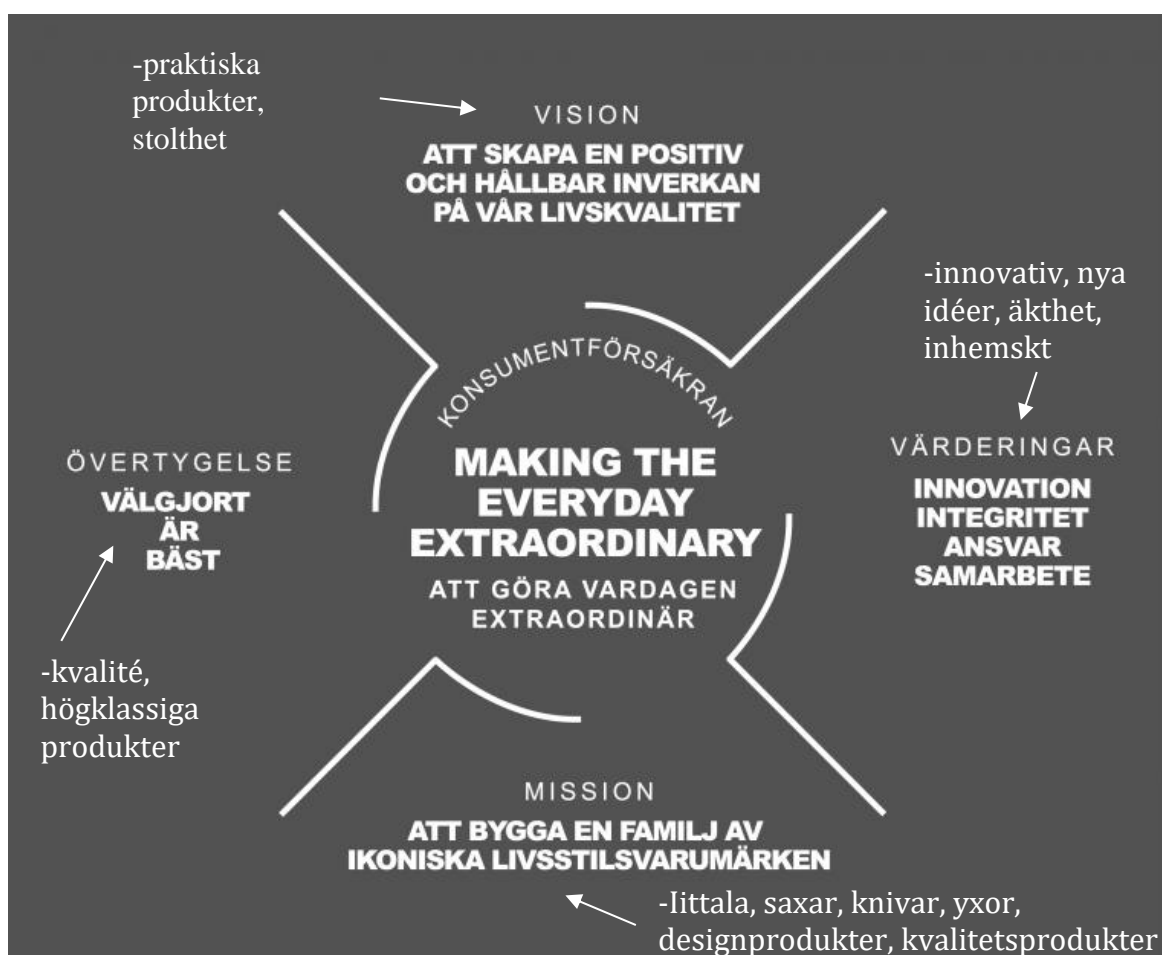 -praktiska
produkter,
stolthet
VISION
ATT SKAPA EN POSITIV
OCH HÅLLBAR INVERKAN
PÅ VÅR LIVSKVALITET
-innovativ, nya
idéer, äkthet,
inhemskt
KONSUMENTFÖRSÄKRAN
MAKING THE
EVERYDAY
EXTRAORDINARY
ATT GÖRA VARDAGEN
EXTRAORDINÄR
ÖVERTYGELSE
VÄLGJORT
ÄR
BÄST
VÄRDERINGAR
INNOVATION
INTEGRITET
ANSVAR
SAMARBETE
-kvalité,
högklassiga
produkter
MISSION
ATT BYGGA EN FAMILJ AV
IKONISKA LIVSSTILSVARUMÄRKEN
-Iittala, saxar, knivar, yxor,
designprodukter, kvalitetsprodukter